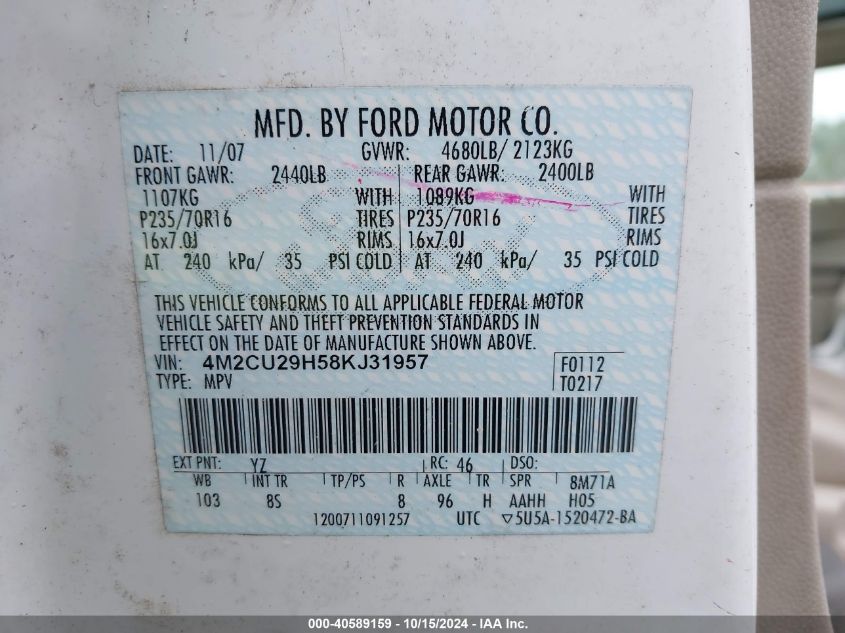 MFD. BY FORD MOTOR CO.
DATE: 11/07 GVWR: 4680LB/ 2123KG
FRONT GAWR: 2440LB REAR GAWR: 2400LB
1107KG WITH 1089KG WITH
P235/70R16 TIRES P235/70R16 TIRES
16x7.0J RIMS 16x7.0J RIMS
AT 240 kPa/ 35 PSI COLD AT 240 kPa/ 35 PSI COLD
THIS VEHICLE CONFORMS TO ALL APPLICABLE FEDERAL MOTOR
VEHICLE SAFETY AND THEFT PREVENTION STANDARDS IN
EFFECT ON THE DATE OF MANUFACTURE SHOWN ABOVE.
VIN: 4M2CU29H58KJ31957 F0112
TYPE: MPV T0217
EXT PNT: YZ RC: 46 DSO:
WB INT TR TP/PS R AXLE TR SPR 8M71A
103 8S 8 96 H AAHH H05
1200711091257 UTC ▽5U5A-1520472-BA
000-40589159 - 10/15/2024 - IAA Inc.